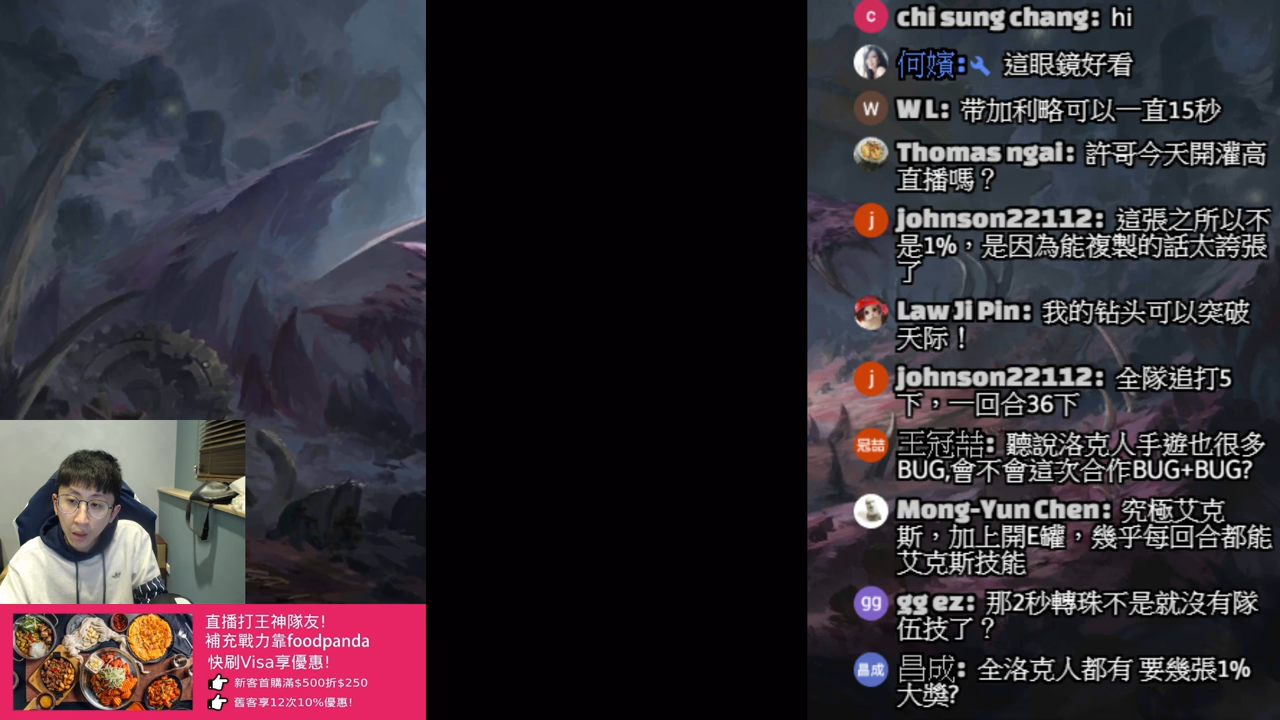 chi sung chang: hi
何嬪: 這眼鏡好看
W L: 带加利略可以一直15秒
Thomas ngai: 許哥今天開灌高
直播嗎？
johnson22112: 這張之所以不
是1%，是因為能複製的話太誇張
了
Law Ji Pin: 我的钻头可以突破
天际！
johnson22112: 全隊追打5
下，一回合36下
王冠喆: 聽說洛克人手遊也很多
BUG,會不會這次合作BUG+BUG?
Mong-Yun Chen: 究極艾克
斯，加上開E罐，幾乎每回合都能
艾克斯技能
gg ez: 那2秒轉珠不是就沒有隊
伍技了？
昌成: 全洛克人都有 要幾張1%
大獎?
C
W
j
j
冠喆
gg
昌成
直播打王神隊友!
補充戰力靠foodpanda
快刷Visa享優惠!
新客首購滿$500折$250
舊客享12次10%優惠!